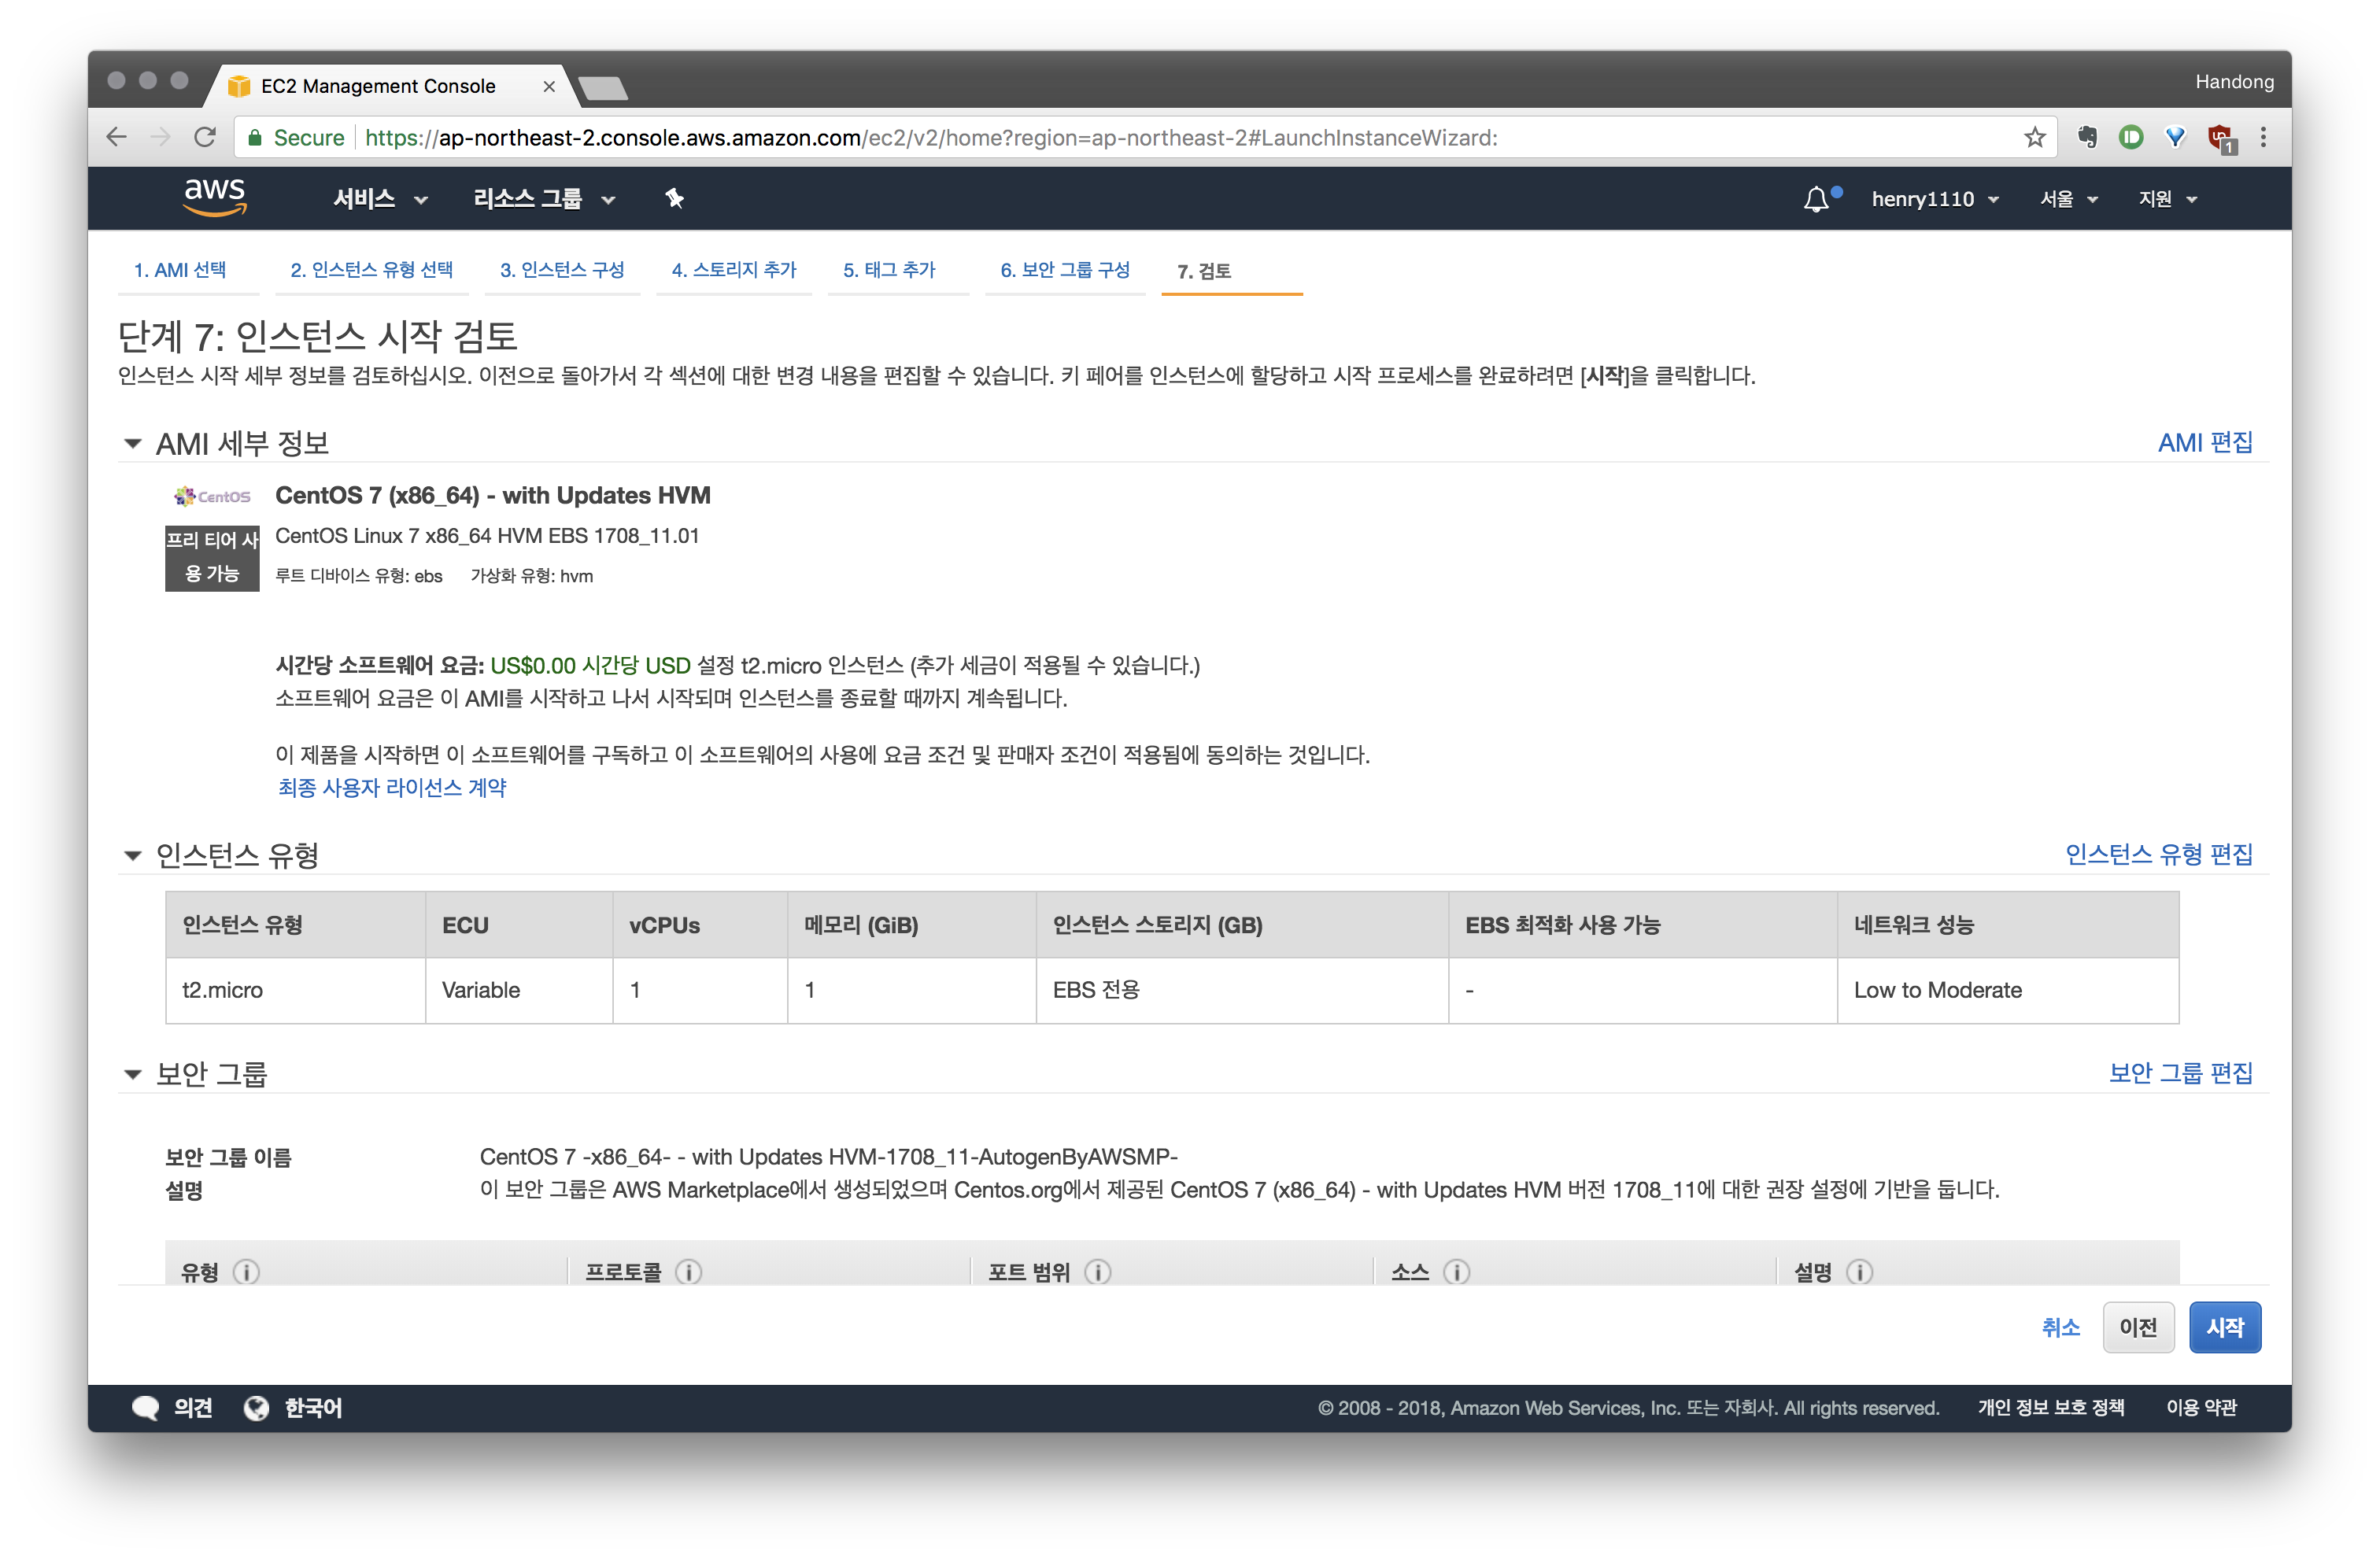 EC2 Management Console
Handong
Secure https://ap-northeast-2.console.aws.amazon.com/ec2/v2/home?region=ap-northeast-2#LaunchInstanceWizard:
1
aws 서비스 리소스 그룹 henry1110 서울 지원
1. AMI 선택 2. 인스턴스 유형 선택 3. 인스턴스 구성 4. 스토리지 추가 5. 태그 추가 6. 보안 그룹 구성 7. 검토
단계 7: 인스턴스 시작 검토
인스턴스 시작 세부 정보를 검토하십시오. 이전으로 돌아가서 각 섹션에 대한 변경 내용을 편집할 수 있습니다. 키 페어를 인스턴스에 할당하고 시작 프로세스를 완료하려면 [시작]을 클릭합니다.
AMI 세부 정보 AMI 편집
CentOS CentOS 7 (x86_64) - with Updates HVM
프리 티어 사용 가능
CentOS Linux 7 x86_64 HVM EBS 1708_11.01
루트 디바이스 유형: ebs 가상화 유형: hvm
시간당 소프트웨어 요금: US$0.00 시간당 USD 설정 t2.micro 인스턴스 (추가 세금이 적용될 수 있습니다.)
소프트웨어 요금은 이 AMI를 시작하고 나서 시작되며 인스턴스를 종료할 때까지 계속됩니다.
이 제품을 시작하면 이 소프트웨어를 구독하고 이 소프트웨어의 사용에 요금 조건 및 판매자 조건이 적용됨에 동의하는 것입니다.
최종 사용자 라이선스 계약
인스턴스 유형 인스턴스 유형 편집
인스턴스 유형 ECU vCPUs 메모리 (GiB) 인스턴스 스토리지 (GB) EBS 최적화 사용 가능 네트워크 성능
t2.micro Variable 1 1 EBS 전용 - Low to Moderate
보안 그룹 보안 그룹 편집
보안 그룹 이름 CentOS 7 -x86_64- - with Updates HVM-1708_11-AutogenByAWSMP-
설명 이 보안 그룹은 AWS Marketplace에서 생성되었으며 Centos.org에서 제공된 CentOS 7 (x86_64) - with Updates HVM 버전 1708_11에 대한 권장 설정에 기반을 둡니다.
유형 프로토콜 포트 범위 소스 설명
취소 이전 시작
의견 한국어 © 2008 - 2018, Amazon Web Services, Inc. 또는 자회사. All rights reserved. 개인 정보 보호 정책 이용 약관